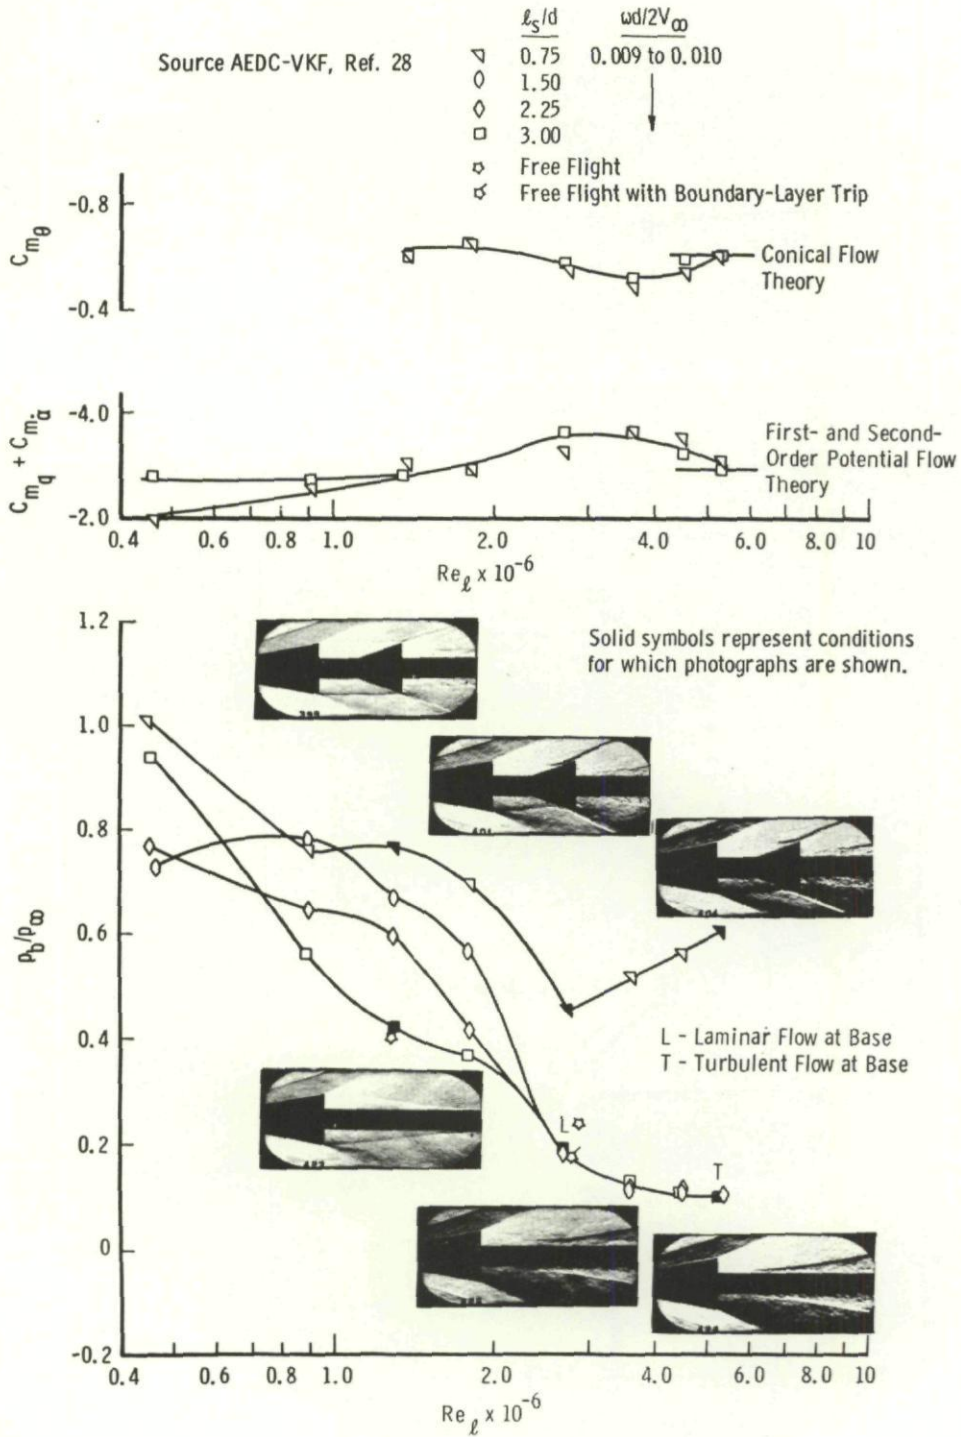 ℓs/d ωd/2V∞
Source AEDC-VKF, Ref. 28
0.75 0.009 to 0.010
1.50
2.25
3.00
Free Flight
Free Flight with Boundary-Layer Trip
-0.8
Cmθ
-0.4
Conical Flow
Theory
-4.0
Cmq + Cmα̇
-2.0
First- and Second-
Order Potential Flow
Theory
0.4 0.6 0.8 1.0 2.0 4.0 6.0 8.0 10
Reℓ x 10-6
1.2
1.0
0.8
0.6
0.4
0.2
0
-0.2
pb/p∞
Solid symbols represent conditions
for which photographs are shown.
L - Laminar Flow at Base
T - Turbulent Flow at Base
L
T
0.4 0.6 0.8 1.0 2.0 4.0 6.0 8.0 10
Reℓ x 10-6